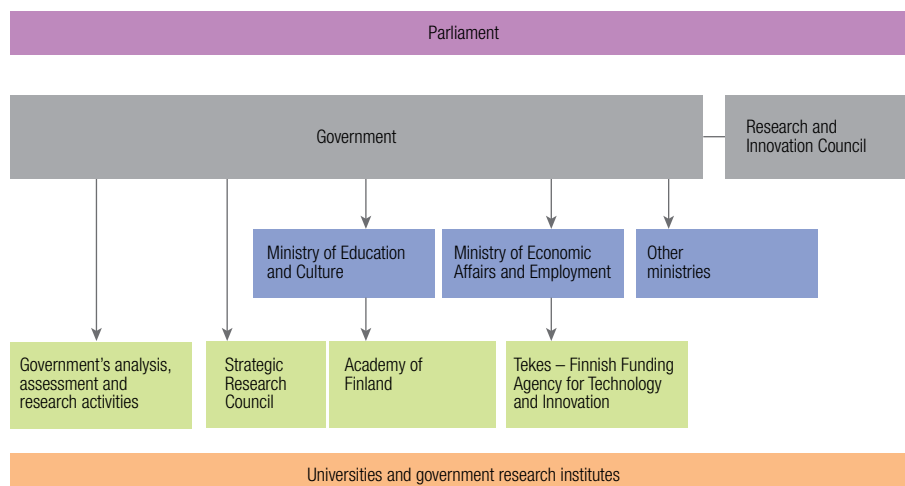 Parliament
Government
Research and
Innovation Council
Ministry of Education
and Culture
Ministry of Economic
Affairs and Employment
Other
ministries
Government's analysis,
assessment and
research activities
Strategic
Research
Council
Academy of
Finland
Tekes – Finnish Funding
Agency for Technology
and Innovation
Universities and government research institutes